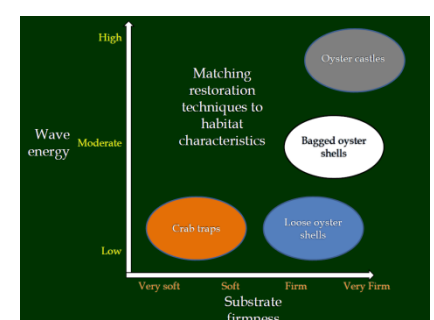 High
Oyster castles
Matching
restoration
techniques to
habitat
characteristics
Wave
energy
Moderate
Bagged oyster
shells
Crab traps
Loose oyster
shells
Low
Very soft
Soft
Firm
Very Firm
Substrate
firmness